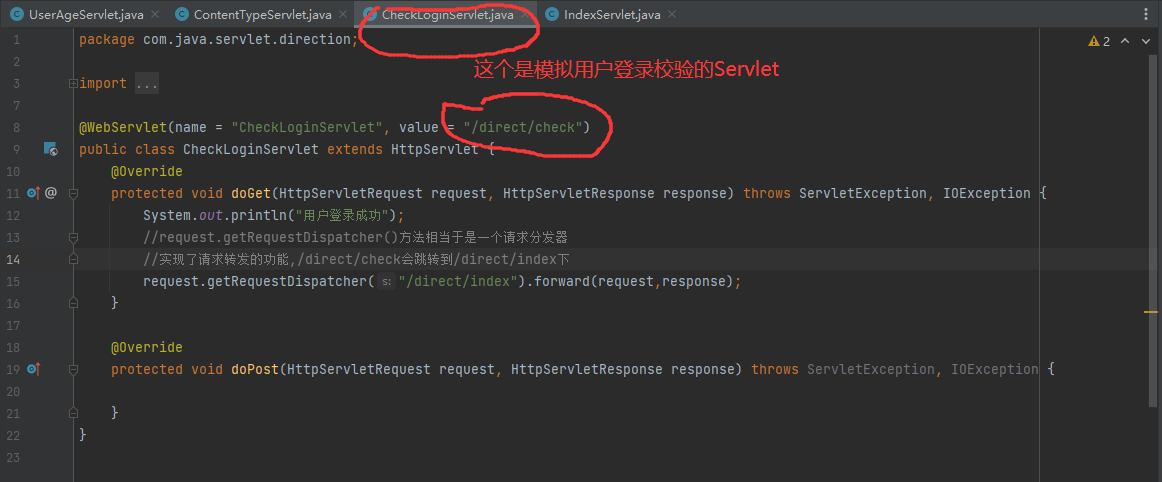 UserAgeServlet.java ContentTypeServlet.java CheckLoginServlet.java IndexServlet.java
1 package com.java.servlet.direction;
2
2
这个是模拟用户登录校验的Servlet
3 import ...
7
8 @WebServlet(name = "CheckLoginServlet", value = "/direct/check")
9 public class CheckLoginServlet extends HttpServlet {
10 @Override
11 @ protected void doGet(HttpServletRequest request, HttpServletResponse response) throws ServletException, IOException {
12 System.out.println("用户登录成功");
13 //request.getRequestDispatcher()方法相当于是一个请求分发器
14 //实现了请求转发的功能,/direct/check会跳转到/direct/index下
15 request.getRequestDispatcher( s: "/direct/index").forward(request,response);
16 }
17
18 @Override
19 protected void doPost(HttpServletRequest request, HttpServletResponse response) throws ServletException, IOException {
20
21 }
22 }
23